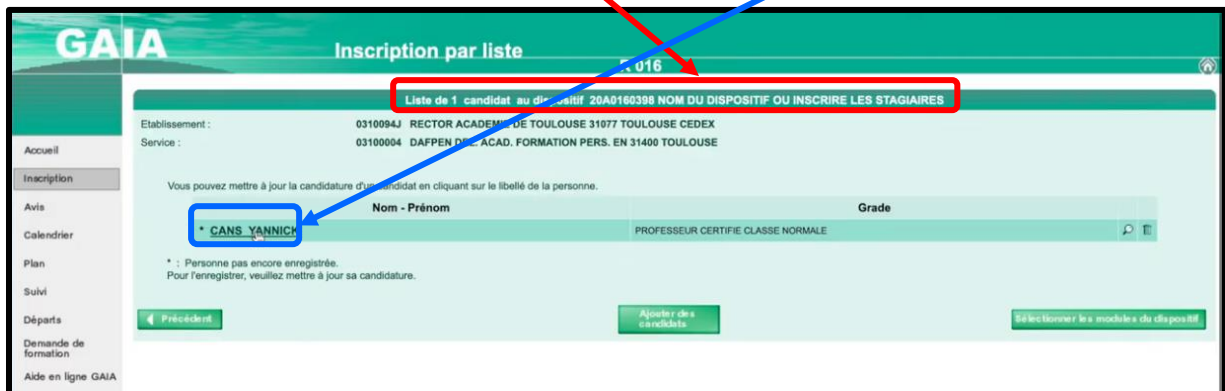 GAIA
Inscription par liste
R 016
Liste de 1 candidat au dispositif 20A0160398 NOM DU DISPOSITIF OU INSCRIRE LES STAGIAIRES
Etablissement : 0310094J RECTOR ACADEMIE DE TOULOUSE 31077 TOULOUSE CEDEX
Service : 03100004 DAFPEN DEL. ACAD. FORMATION PERS. EN 31400 TOULOUSE
Accueil
Inscription
Avis
Calendrier
Plan
Suivi
Départs
Demande de
formation
Aide en ligne GAIA
Vous pouvez mettre à jour la candidature d'un candidat en cliquant sur le libellé de la personne.
Nom - Prénom Grade
* CANS YANNICK PROFESSEUR CERTIFIE CLASSE NORMALE
* : Personne pas encore enregistrée.
Pour l'enregistrer, veuillez mettre à jour sa candidature.
Précédent
Ajouter des
candidats
Sélectionner les modules du dispositif